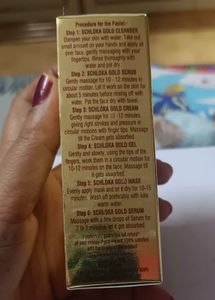 Procedure for the Facial:-
Step 1: SCHLOKA GOLD CLEANSER
Dampen your skin with water. Take red
small amount on your hands and apply all
over face, gently massaging with your
fingertips. Rinse thoroughly with
water and pat dry.
Step 2: SCHLOKA GOLD SCRUB
Gently massage for 10 - 12 minutes in
circular motion. Let it work on the skin for
about 5 minutes before rinsing off with
water. Pat the face dry with towel.
Step 3: SCHLOKA GOLD CREAM
Gently massage for 10 - 12 minutes,
giving right strokes and pressure in
circular motions with finger tips. Massage
till the Cream gets absorbed.
Step 4: SCHLOKA GOLD GEL
Gently and slowly, using the tips of the
fingers, work them in a circular motion
for 10-12 minutes on face. Massage
till it gets absorbed.
Step 5: SCHLOKA GOLD MASK
Evenly apply mask and let it dry for 10-15
minutes. Wash off preferably with luke
warm water.
Step 6: SCHLOKA GOLD SERUM
Massage with a few drops of Serum for
2 to 3 minutes, let it get absorbed.